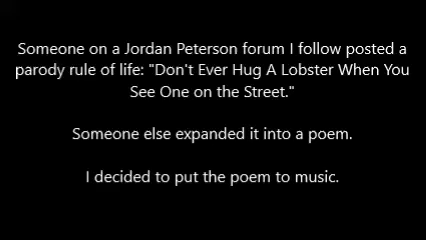 Someone on a Jordan Peterson forum I follow posted a
parody rule of life: "Don't Ever Hug A Lobster When You
See One on the Street."
Someone else expanded it into a poem.
I decided to put the poem to music.